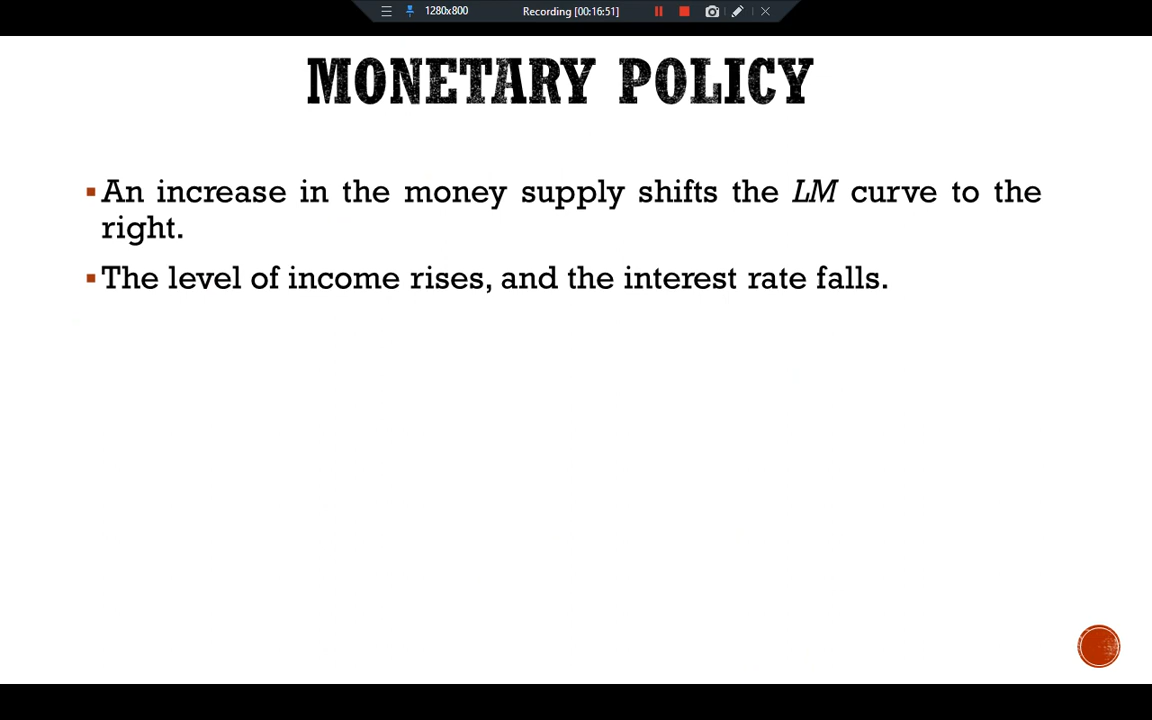 1280x800 Recording [00:16:51]
MONETARY POLICY
▪ An increase in the money supply shifts the LM curve to the
right.
▪ The level of income rises, and the interest rate falls.